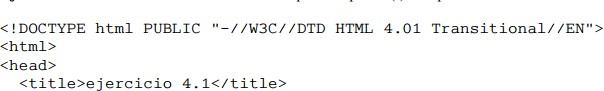 <!DOCTYPE html PUBLIC "-//W3C//DTD HTML 4.01 Transitional//EN">
<html>
<head>
<title>ejercicio 4.1</title>